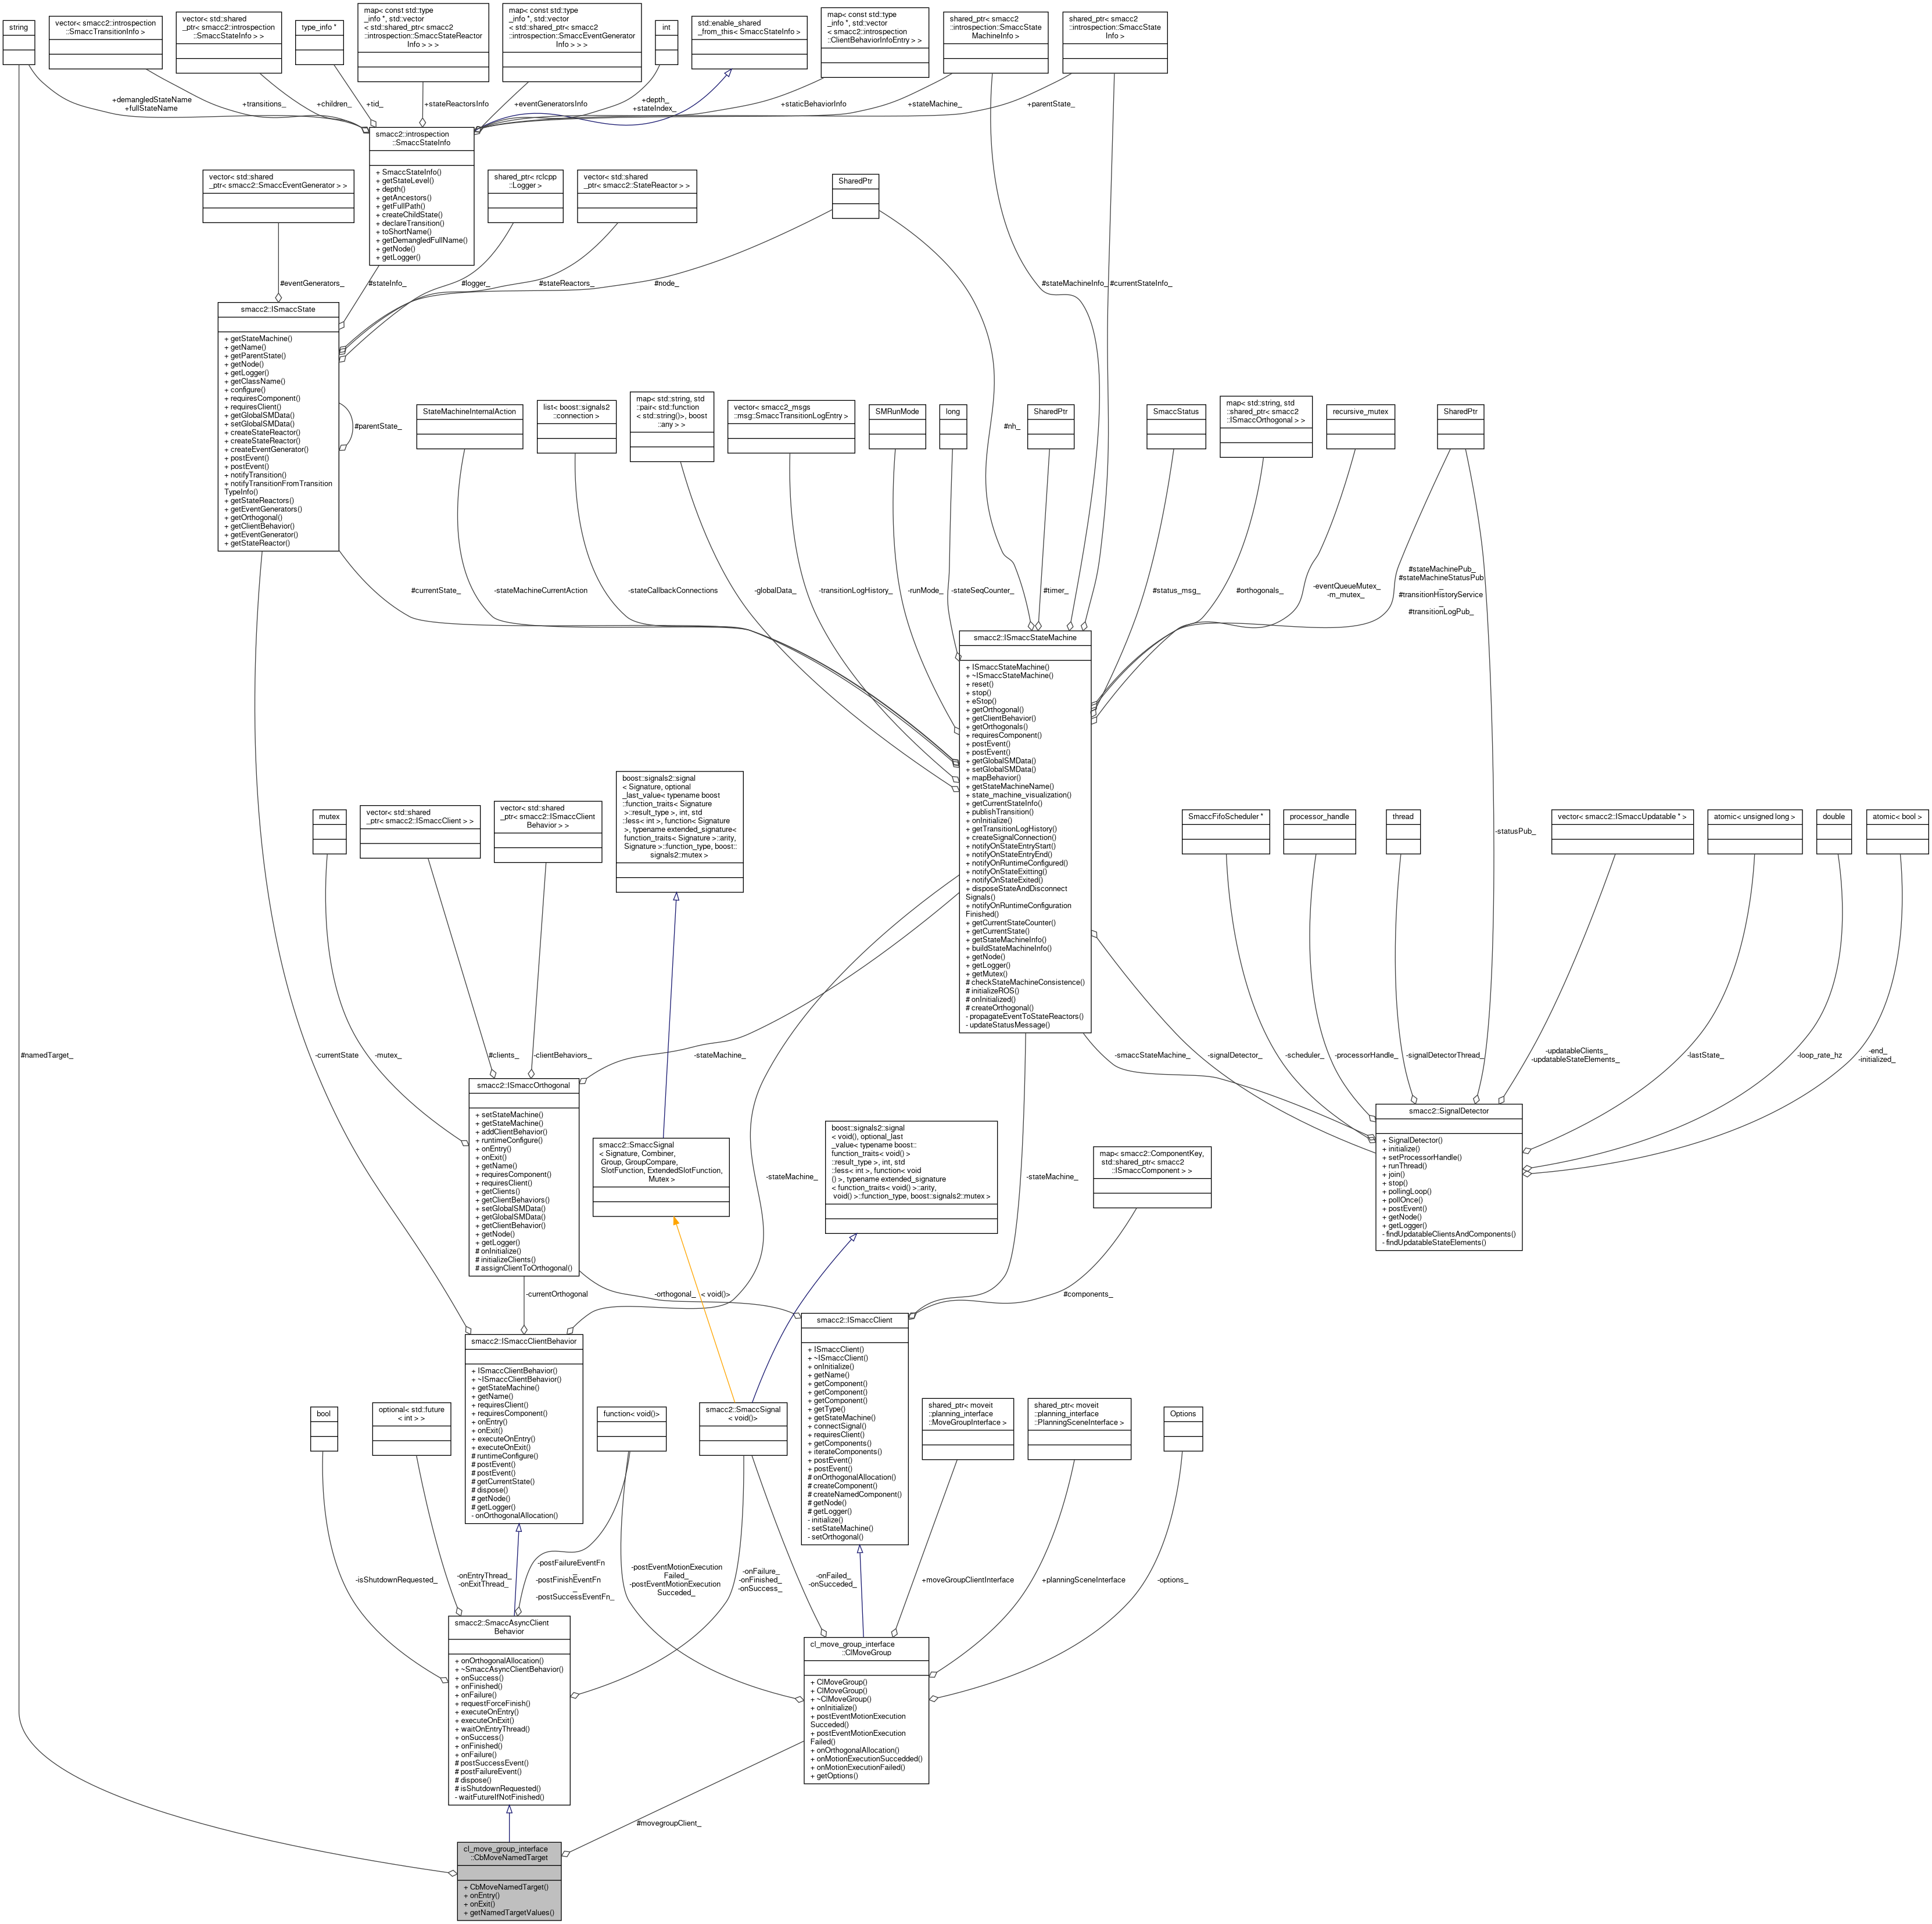 string
vector< smacc2::introspection
::SmaccTransitionInfo >
vector< std::shared
_ptr< smacc2::introspection
::SmaccStateInfo > >
type_info *
map< const std::type
_info *, std::vector
< std::shared_ptr< smacc2
::introspection::SmaccStateReactor
Info > > >
map< const std::type
_info *, std::vector
< std::shared_ptr< smacc2
::introspection::SmaccEventGenerator
Info > > >
int
std::enable_shared
_from_this< SmaccStateInfo >
map< const std::type
_info *, std::vector
< smacc2::introspection
::ClientBehaviorInfoEntry > >
shared_ptr< smacc2
::introspection::SmaccState
MachineInfo >
shared_ptr< smacc2
::introspection::SmaccState
Info >
+demangledStateName
+fullStateName
+transitions_
+children_
+tid_
+stateReactorsInfo
+eventGeneratorsInfo
+depth_
+stateIndex_
+staticBehaviorInfo
+stateMachine_
+parentState_
smacc2::introspection
::SmaccStateInfo
+ SmaccStateInfo()
+ getStateLevel()
+ depth()
+ getAncestors()
+ getFullPath()
+ createChildState()
+ declareTransition()
+ toShortName()
+ getDemangledFullName()
+ getNode()
+ getLogger()
vector< std::shared
_ptr< smacc2::SmaccEventGenerator > >
shared_ptr< rclcpp
::Logger >
vector< std::shared
_ptr< smacc2::StateReactor > >
SharedPtr
#eventGenerators_
#stateInfo_
#logger_
#stateReactors_
#node_
#stateMachineInfo_
#currentStateInfo_
smacc2::ISmaccState
+ getStateMachine()
+ getName()
+ getParentState()
+ getNode()
+ getLogger()
+ getClassName()
+ configure()
+ requiresComponent()
+ requiresClient()
+ getGlobalSMData()
+ setGlobalSMData()
+ createStateReactor()
+ createStateReactor()
+ createEventGenerator()
+ postEvent()
+ postEvent()
+ notifyTransition()
+ notifyTransitionFromTransition
TypeInfo()
+ getStateReactors()
+ getEventGenerators()
+ getOrthogonal()
+ getClientBehavior()
+ getEventGenerator()
+ getStateReactor()
#parentState_
StateMachineInternalAction
list< boost::signals2
::connection >
map< std::string, std
::pair< std::function
< std::string()>, boost
::any > >
vector< smacc2_msgs
::msg::SmaccTransitionLogEntry >
SMRunMode
long
#nh_
SharedPtr
SmaccStatus
map< std::string, std
::shared_ptr< smacc2
::ISmaccOrthogonal > >
recursive_mutex
SharedPtr
#currentState_
-stateMachineCurrentAction
-stateCallbackConnections
-globalData_
-transitionLogHistory_
-runMode_
-stateSeqCounter_
#timer_
#status_msg_
#orthogonals_
-eventQueueMutex_
-m_mutex_
#stateMachinePub_
#stateMachineStatusPub
_
#transitionHistoryService
_
#transitionLogPub_
smacc2::ISmaccStateMachine
+ ISmaccStateMachine()
+ ~ISmaccStateMachine()
+ reset()
+ stop()
+ eStop()
+ getOrthogonal()
+ getClientBehavior()
+ getOrthogonals()
+ requiresComponent()
+ postEvent()
+ postEvent()
+ getGlobalSMData()
+ setGlobalSMData()
+ mapBehavior()
+ getStateMachineName()
+ state_machine_visualization()
+ getCurrentStateInfo()
+ publishTransition()
+ onInitialize()
+ getTransitionLogHistory()
+ createSignalConnection()
+ notifyOnStateEntryStart()
+ notifyOnStateEntryEnd()
+ notifyOnRuntimeConfigured()
+ notifyOnStateExitting()
+ notifyOnStateExited()
+ disposeStateAndDisconnect
Signals()
+ notifyOnRuntimeConfiguration
Finished()
+ getCurrentStateCounter()
+ getCurrentState()
+ getStateMachineInfo()
+ buildStateMachineInfo()
+ getNode()
+ getLogger()
+ getMutex()
# checkStateMachineConsistence()
# initializeROS()
# onInitialized()
# createOrthogonal()
- propagateEventToStateReactors()
- updateStatusMessage()
mutex
vector< std::shared
_ptr< smacc2::ISmaccClient > >
vector< std::shared
_ptr< smacc2::ISmaccClient
Behavior > >
boost::signals2::signal
< Signature, optional
_last_value< typename boost
::function_traits< Signature
>::result_type >, int, std
::less< int >, function< Signature
>, typename extended_signature<
function_traits< Signature >::arity,
Signature >::function_type, boost::
signals2::mutex >
SmaccFifoScheduler *
processor_handle
thread
-statusPub_
vector< smacc2::ISmaccUpdatable * >
atomic< unsigned long >
double
atomic< bool >
#namedTarget_
-currentState
-mutex_
#clients_
-clientBehaviors_
-stateMachine_
-smaccStateMachine_
-signalDetector_
-scheduler_
-processorHandle_
-signalDetectorThread_
-updatableClients_
-updatableStateElements_
-lastState_
-loop_rate_hz
-end_
-initialized_
smacc2::ISmaccOrthogonal
+ setStateMachine()
+ getStateMachine()
+ addClientBehavior()
+ runtimeConfigure()
+ onEntry()
+ onExit()
+ getName()
+ requiresComponent()
+ requiresClient()
+ getClients()
+ getClientBehaviors()
+ setGlobalSMData()
+ getGlobalSMData()
+ getClientBehavior()
+ getNode()
+ getLogger()
# onInitialize()
# initializeClients()
# assignClientToOrthogonal()
smacc2::SmaccSignal
< Signature, Combiner,
Group, GroupCompare,
SlotFunction, ExtendedSlotFunction,
Mutex >
boost::signals2::signal
< void(), optional_last
_value< typename boost::
function_traits< void() >
::result_type >, int, std
::less< int >, function< void
() >, typename extended_signature
< function_traits< void() >::arity,
void() >::function_type, boost::signals2::mutex >
map< smacc2::ComponentKey,
std::shared_ptr< smacc2
::ISmaccComponent > >
smacc2::SignalDetector
+ SignalDetector()
+ initialize()
+ setProcessorHandle()
+ runThread()
+ join()
+ stop()
+ pollingLoop()
+ pollOnce()
+ postEvent()
+ getNode()
+ getLogger()
- findUpdatableClientsAndComponents()
- findUpdatableStateElements()
-stateMachine_
-stateMachine_
-currentOrthogonal
-orthogonal_
< void()>
#components_
smacc2::ISmaccClientBehavior
+ ISmaccClientBehavior()
+ ~ISmaccClientBehavior()
+ getStateMachine()
+ getName()
+ requiresClient()
+ requiresComponent()
+ onEntry()
+ onExit()
+ executeOnEntry()
+ executeOnExit()
# runtimeConfigure()
# postEvent()
# postEvent()
# getCurrentState()
# dispose()
# getNode()
# getLogger()
- onOrthogonalAllocation()
smacc2::ISmaccClient
+ ISmaccClient()
+ ~ISmaccClient()
+ onInitialize()
+ getName()
+ getComponent()
+ getComponent()
+ getComponent()
+ getType()
+ getStateMachine()
+ connectSignal()
+ requiresClient()
+ getComponents()
+ iterateComponents()
+ postEvent()
+ postEvent()
# onOrthogonalAllocation()
# createComponent()
# createNamedComponent()
# getNode()
# getLogger()
- initialize()
- setStateMachine()
- setOrthogonal()
bool
optional< std::future
< int > >
function< void()>
smacc2::SmaccSignal
< void()>
shared_ptr< moveit
::planning_interface
::MoveGroupInterface >
shared_ptr< moveit
::planning_interface
::PlanningSceneInterface >
Options
-isShutdownRequested_
-onEntryThread_
-onExitThread_
-postFailureEventFn
_
-postFinishEventFn
_
-postSuccessEventFn_
-postEventMotionExecution
Failed_
-postEventMotionExecution
Succeded_
-onFailure_
-onFinished_
-onSuccess_
-onFailed_
-onSucceded_
+moveGroupClientInterface
+planningSceneInterface
-options_
smacc2::SmaccAsyncClient
Behavior
+ onOrthogonalAllocation()
+ ~SmaccAsyncClientBehavior()
+ onSuccess()
+ onFinished()
+ onFailure()
+ requestForceFinish()
+ executeOnEntry()
+ executeOnExit()
+ waitOnEntryThread()
+ onSuccess()
+ onFinished()
+ onFailure()
# postSuccessEvent()
# postFailureEvent()
# dispose()
# isShutdownRequested()
- waitFutureIfNotFinished()
cl_move_group_interface
::ClMoveGroup
+ ClMoveGroup()
+ ClMoveGroup()
+ ~ClMoveGroup()
+ onInitialize()
+ postEventMotionExecution
Succeded()
+ postEventMotionExecution
Failed()
+ onOrthogonalAllocation()
+ onMotionExecutionSuccedded()
+ onMotionExecutionFailed()
+ getOptions()
#movegroupClient_
cl_move_group_interface
::CbMoveNamedTarget
+ CbMoveNamedTarget()
+ onEntry()
+ onExit()
+ getNamedTargetValues()